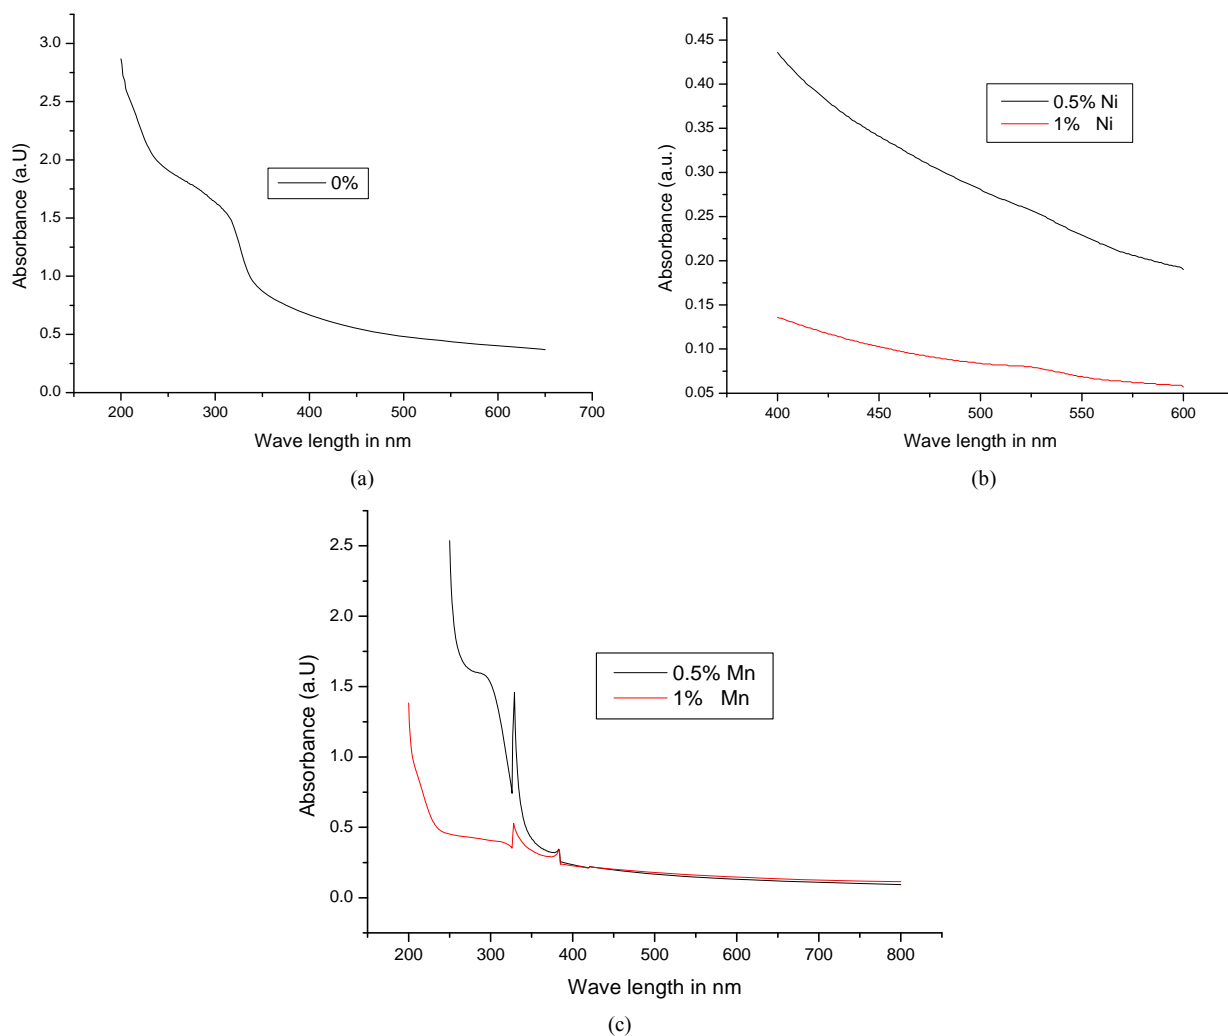 3.0
2.5
2.0
1.5
1.0
0.5
0.0
Absorbance (a.U)
0%
200 300 400 500 600 700
Wave length in nm
(a)
0.45
0.40
0.35
0.30
0.25
0.20
0.15
0.10
0.05
Absorbance (a.u.)
0.5% Ni
1% Ni
400 450 500 550 600
Wave length in nm
(b)
2.5
2.0
1.5
1.0
0.5
0.0
Absorbance (a.U)
0.5% Mn
1% Mn
200 300 400 500 600 700 800
Wave length in nm
(c)